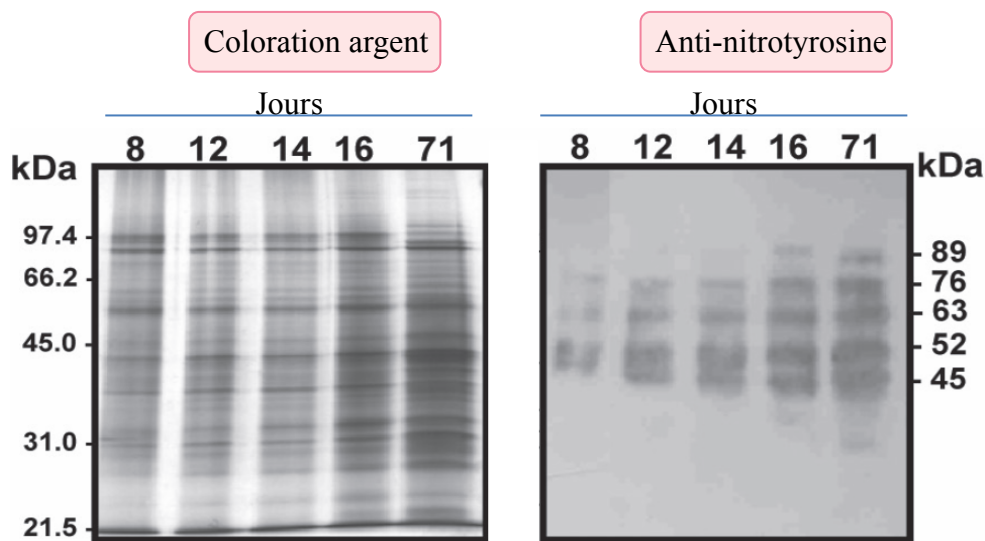 Coloration argent
Anti-nitrotyrosine
Jours
Jours
8 12 14 16 71
8 12 14 16 71
kDa
kDa
97.4
66.2
45.0
31.0
21.5
89
76
63
52
45